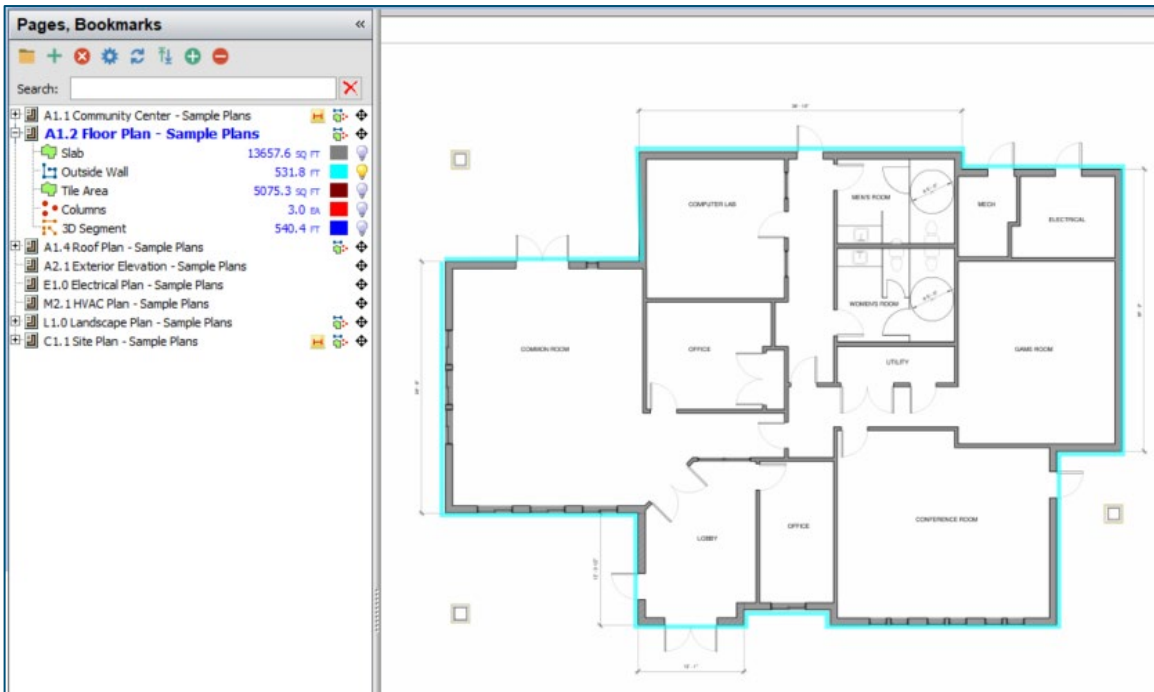 Pages, Bookmarks «
Search:
A1.1 Community Center - Sample Plans
A1.2 Floor Plan - Sample Plans
Slab 13657.6 SQ FT
Outside Wall 531.8 FT
Tile Area 5075.3 SQ FT
Columns 3.0 EA
3D Segment 540.4 FT
A1.4 Roof Plan - Sample Plans
A2.1 Exterior Elevation - Sample Plans
E1.0 Electrical Plan - Sample Plans
M2.1 HVAC Plan - Sample Plans
L1.0 Landscape Plan - Sample Plans
C1.1 Site Plan - Sample Plans
COMPUTER LAB
MEN'S ROOM
MECH
ELECTRICAL
WOMEN'S ROOM
COMMON ROOM
OFFICE
UTILITY
GAME ROOM
LOBBY
OFFICE
CONFERENCE ROOM